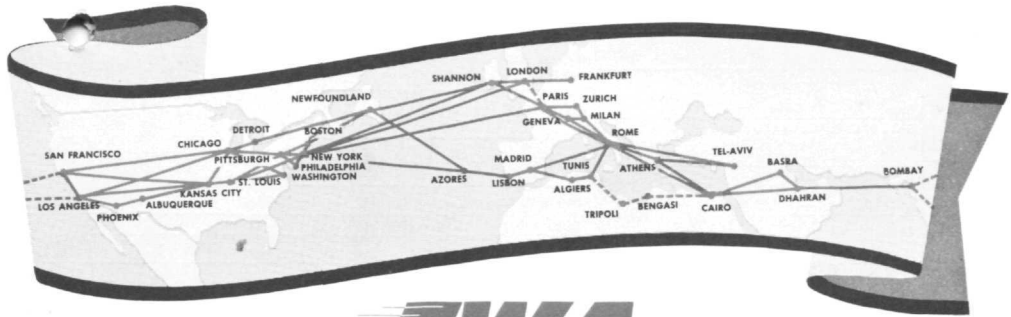 SHANNON
LONDON
FRANKFURT
NEWFOUNDLAND
PARIS
ZURICH
GENEVA
MILAN
DETROIT
BOSTON
CHICAGO
ROME
SAN FRANCISCO
PITTSBURGH
NEW YORK
PHILADELPHIA
WASHINGTON
MADRID
TUNIS
ATHENS
TEL-AVIV
BASRA
BOMBAY
ST. LOUIS
AZORES
LISBON
ALGIERS
KANSAS CITY
LOS ANGELES
ALBUQUERQUE
PHOENIX
TRIPOLI
BENGASI
CAIRO
DHAHRAN
TWA